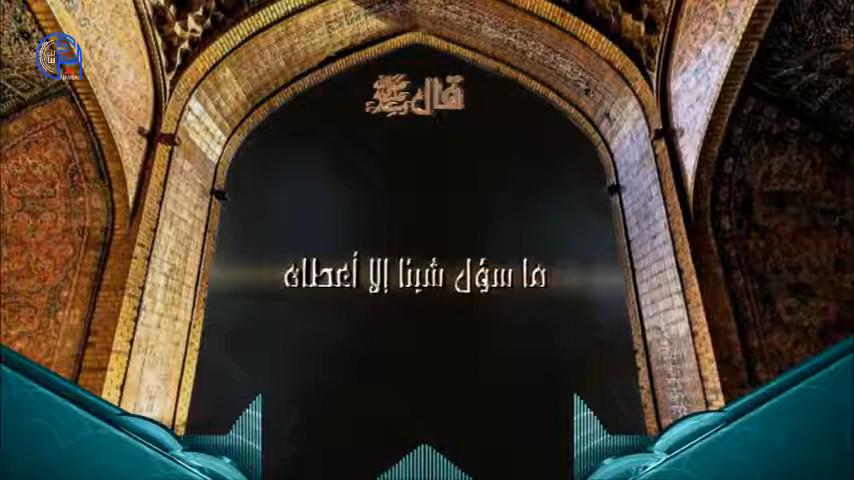 قال ﷺ
ما سؤل شيئا إلا أعطاه